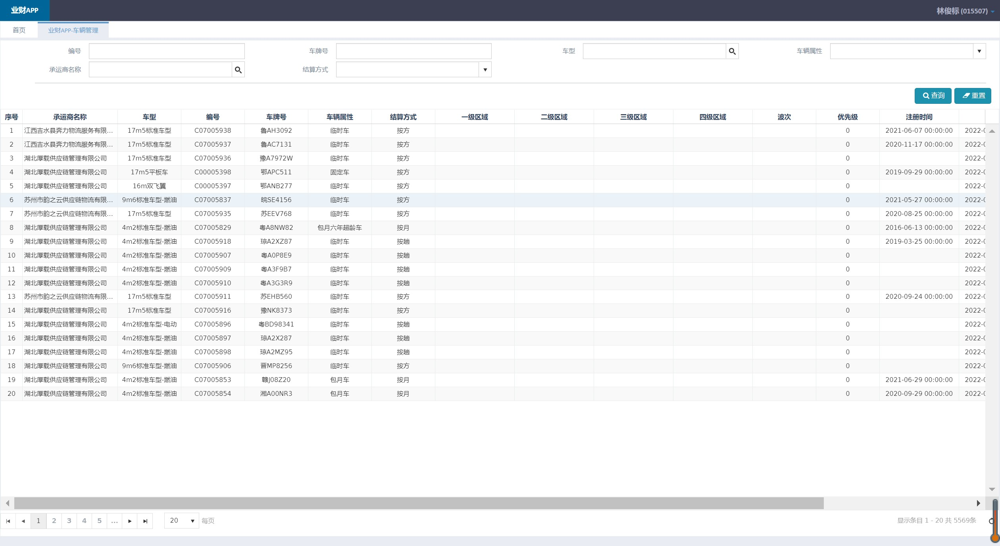 业财APP
林俊标 (015507)
首页 业财APP-车辆管理
编号 车牌号 车型 车辆属性
承运商名称 结算方式
查询 重置
序号 承运商名称 车型 编号 车牌号 车辆属性 结算方式 一级区域 二级区域 三级区域 四级区域 波次 优先级 注册时间
1 江西吉水县奔力物流服务有限... 17m5标准车型 C07005938 鲁AH3092 临时车 按方 0 2021-06-07 00:00:00 2022-0
2 江西吉水县奔力物流服务有限... 17m5标准车型 C07005937 鲁AC7131 临时车 按方 0 2020-11-17 00:00:00 2022-0
3 湖北厚载供应链管理有限公司 17m5标准车型 C07005936 豫A7972W 临时车 按方 0 2022-0
4 湖北厚载供应链管理有限公司 17m5平板车 C00005398 鄂APC511 固定车 按方 0 2019-09-29 00:00:00 2022-0
5 湖北厚载供应链管理有限公司 16m双飞翼 C00005397 鄂ANB277 临时车 按方 0 2022-0
6 苏州市韵之云供应链物流有限... 9m6标准车型-燃油 C07005837 皖SE4156 临时车 按方 0 2021-05-27 00:00:00 2022-0
7 苏州市韵之云供应链物流有限... 17m5标准车型 C07005935 苏EEV768 临时车 按方 0 2020-08-25 00:00:00 2022-0
8 湖北厚载供应链管理有限公司 4m2标准车型-燃油 C07005829 粤A8NW82 包月六年超龄车 按月 0 2016-06-13 00:00:00 2022-0
9 湖北厚载供应链管理有限公司 4m2标准车型-燃油 C07005918 琼A2XZ87 临时车 按趟 0 2019-03-25 00:00:00 2022-0
10 湖北厚载供应链管理有限公司 4m2标准车型-燃油 C07005907 粤A0P8E9 临时车 按趟 0 2022-0
11 湖北厚载供应链管理有限公司 4m2标准车型-燃油 C07005909 粤A3F9B7 临时车 按趟 0 2022-0
12 湖北厚载供应链管理有限公司 4m2标准车型-燃油 C07005910 粤A3G3R9 临时车 按趟 0 2022-0
13 苏州市韵之云供应链物流有限... 17m5标准车型 C07005911 苏EHB560 临时车 按方 0 2020-09-24 00:00:00 2022-0
14 湖北厚载供应链管理有限公司 17m5标准车型 C07005916 豫NK8373 临时车 按方 0 2022-0
15 湖北厚载供应链管理有限公司 4m2标准车型-电动 C07005896 粤BD98341 临时车 按趟 0 2022-0
16 湖北厚载供应链管理有限公司 4m2标准车型-燃油 C07005897 琼A2X287 临时车 按趟 0 2022-0
17 湖北厚载供应链管理有限公司 4m2标准车型-燃油 C07005898 琼A2MZ95 临时车 按趟 0 2022-0
18 湖北厚载供应链管理有限公司 9m6标准车型-燃油 C07005906 晋MP8256 临时车 按方 0 2022-0
19 湖北厚载供应链管理有限公司 4m2标准车型-燃油 C07005853 赣J08Z20 包月车 按月 0 2021-06-29 00:00:00 2022-0
20 湖北厚载供应链管理有限公司 4m2标准车型-燃油 C07005854 湘A00NR3 包月车 按月 0 2020-09-29 00:00:00 2022-0
1 2 3 4 5 ... 20 每页 显示条目 1 - 20 共 5569条